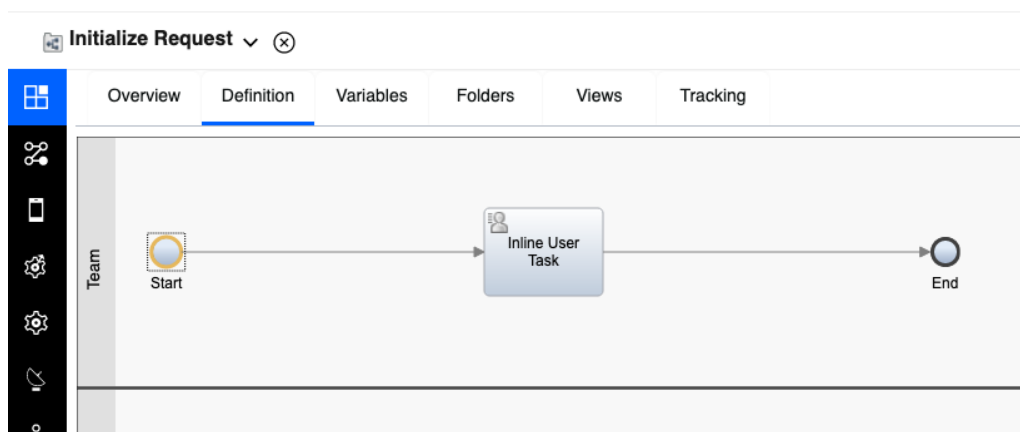 Initialize Request
Overview Definition Variables Folders Views Tracking
Team
Start
Inline User
Task
End